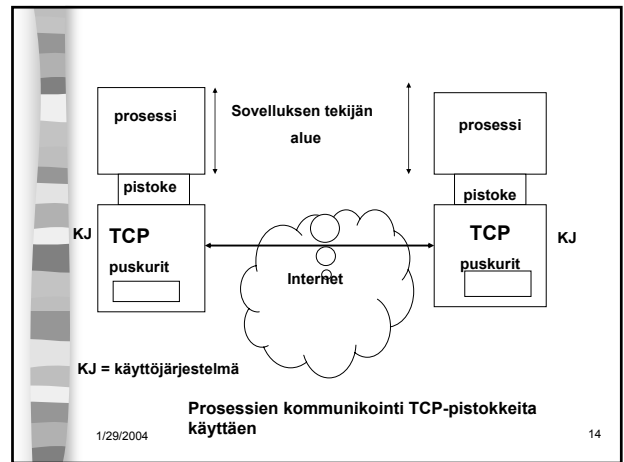 prosessi
Sovelluksen tekijän
alue
prosessi
pistoke
pistoke
KJ
TCP
puskurit
Internet
TCP
puskurit
KJ
KJ = käyttöjärjestelmä
Prosessien kommunikointi TCP-pistokkeita
käyttäen
1/29/2004
14